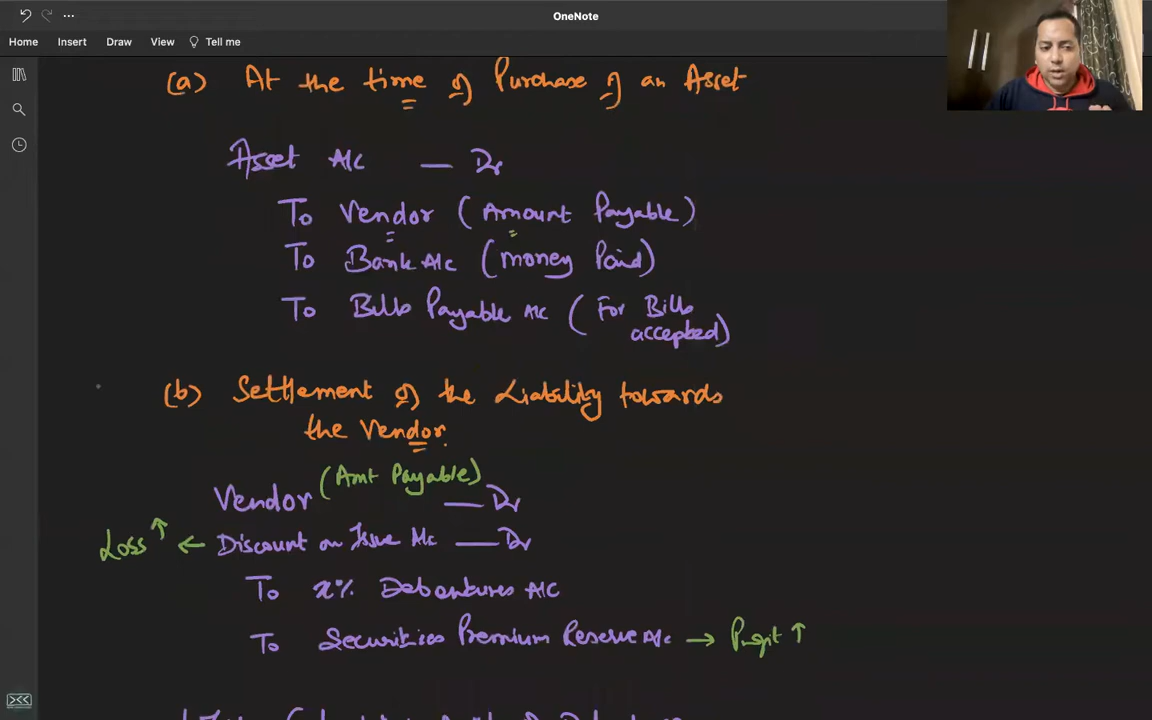 OneNote
Home Insert Draw View Tell me
(a) At the time of Purchase of an Asset
Asset A/c — Dr
To Vendor (Amount Payable)
To Bank A/c (Money Paid)
To Bills Payable A/c (For Bills
accepted)
(b) Settlement of the Liability towards
the Vendor.
(Amt Payable)
Vendor — Dr
Loss ↑ ← Discount on Issue A/c — Dr
To x% Debentures A/c
To Securities Premium Reserve A/c → Profit ↑